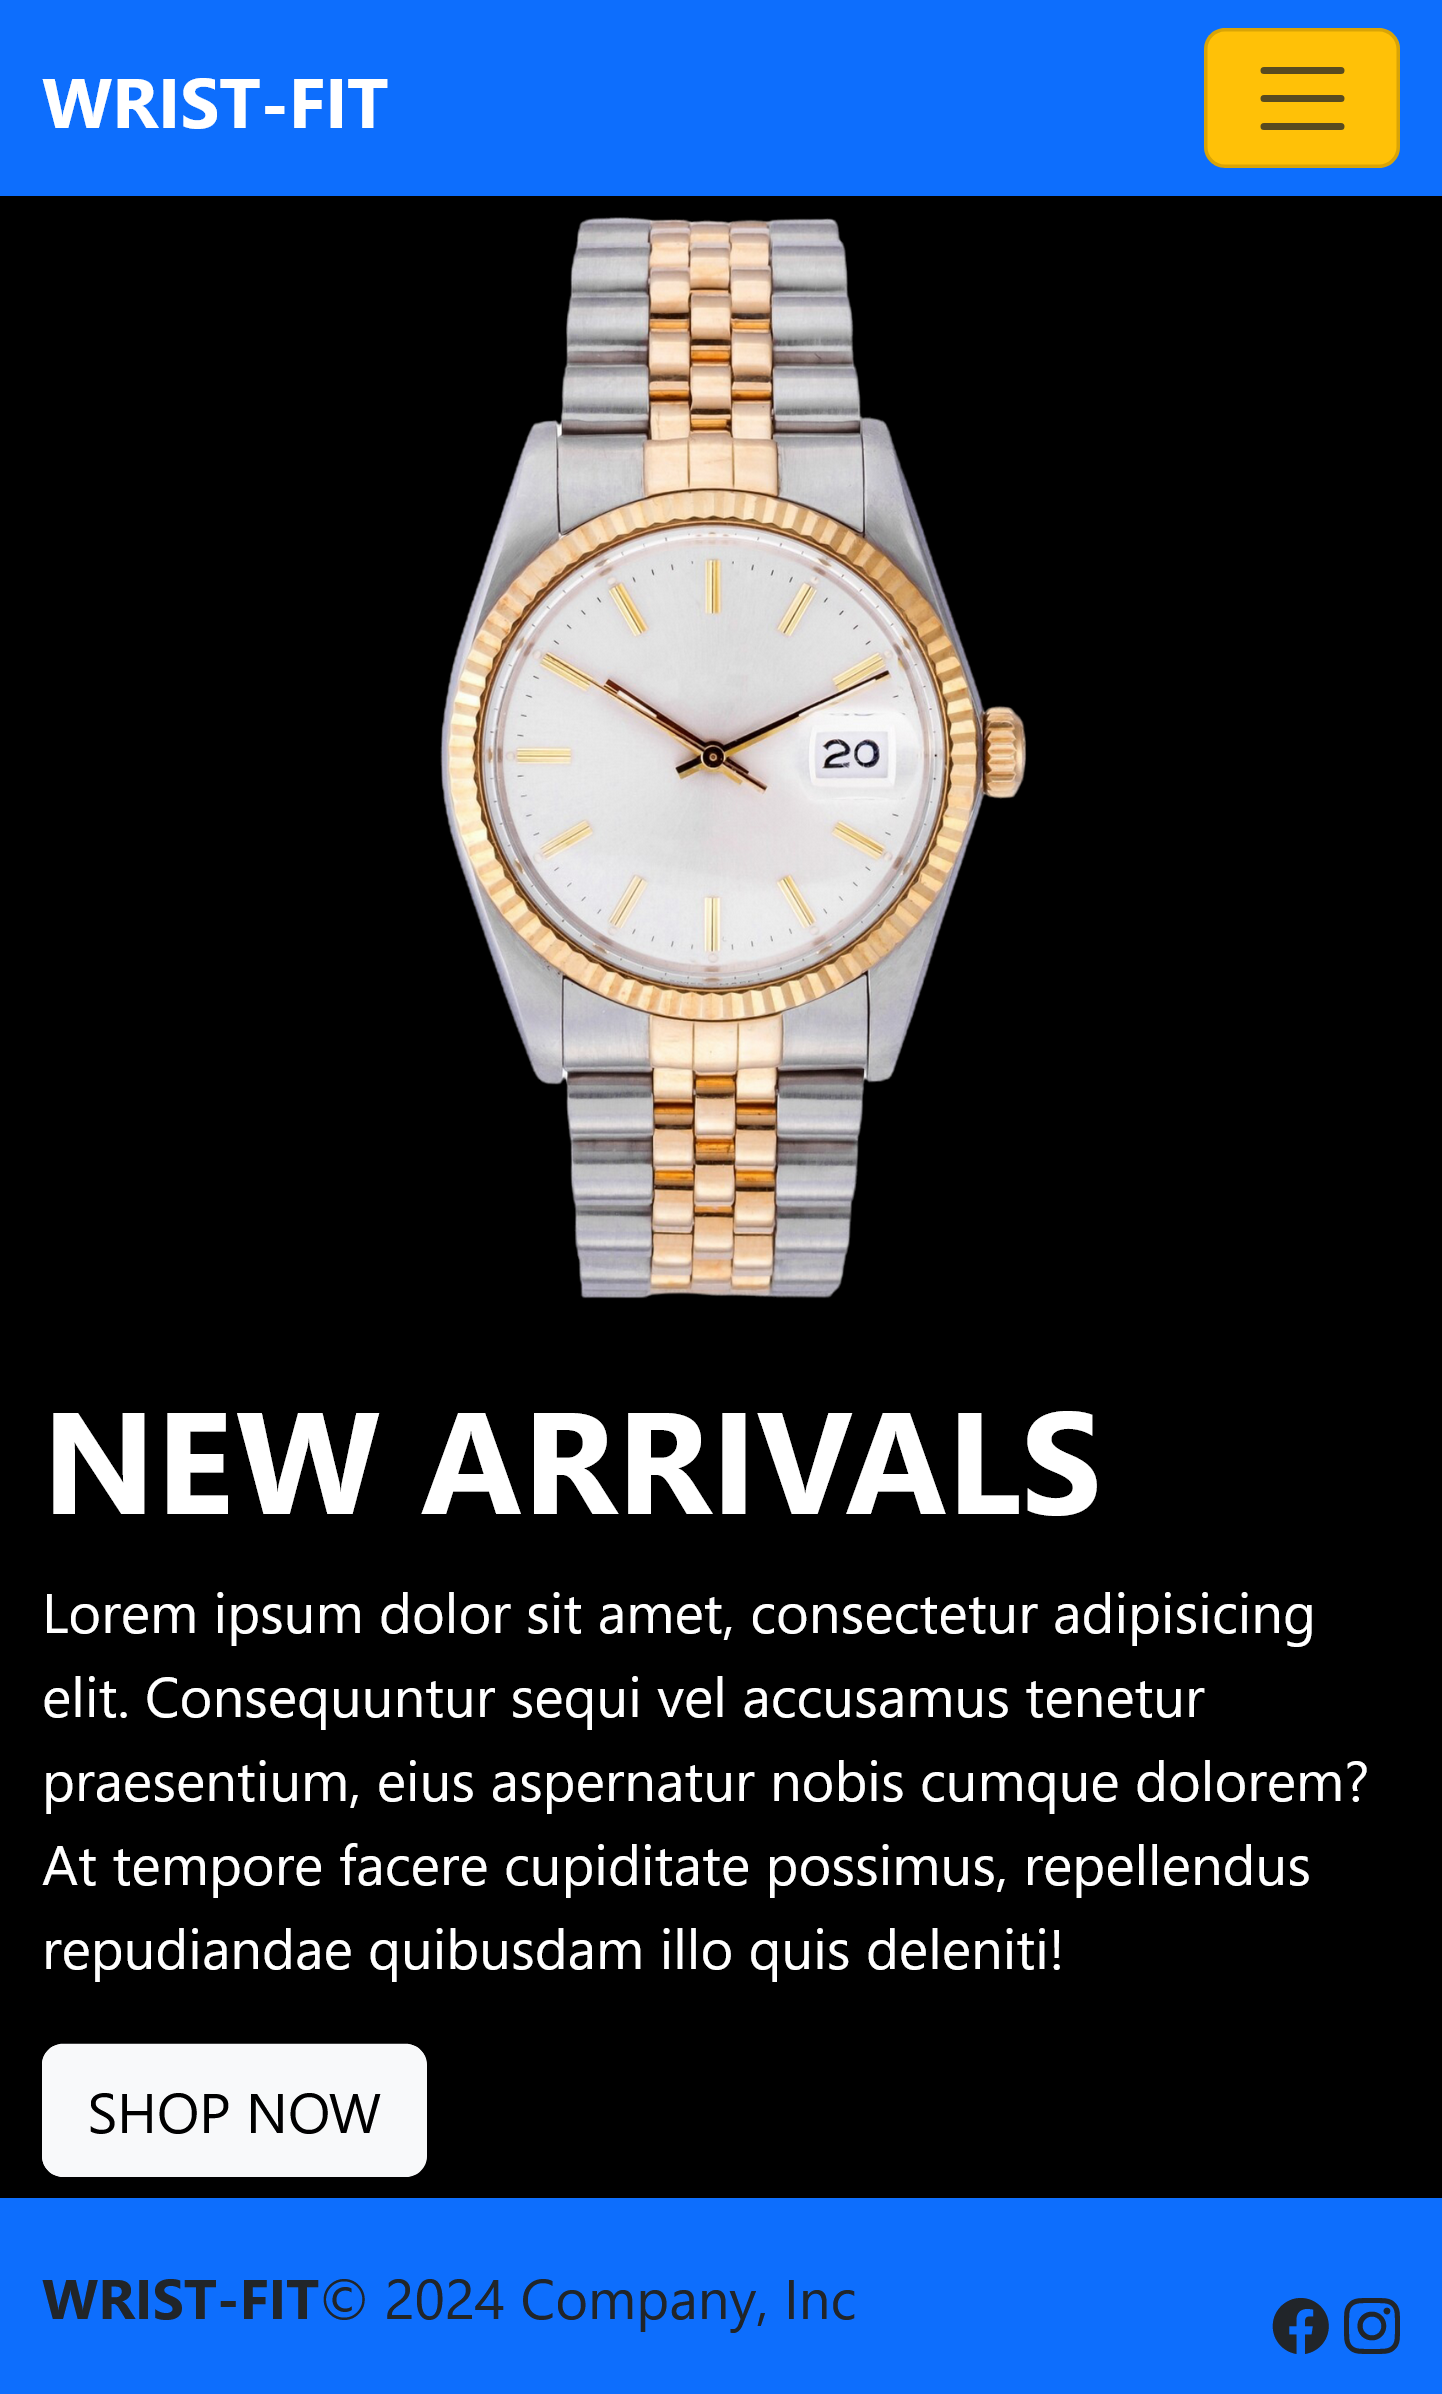 WRIST-FIT
20
NEW ARRIVALS
Lorem ipsum dolor sit amet, consectetur adipisicing
elit. Consequuntur sequi vel accusamus tenetur
praesentium, eius aspernatur nobis cumque dolorem?
At tempore facere cupiditate possimus, repellendus
repudiandae quibusdam illo quis deleniti!
SHOP NOW
WRIST-FIT© 2024 Company, Inc